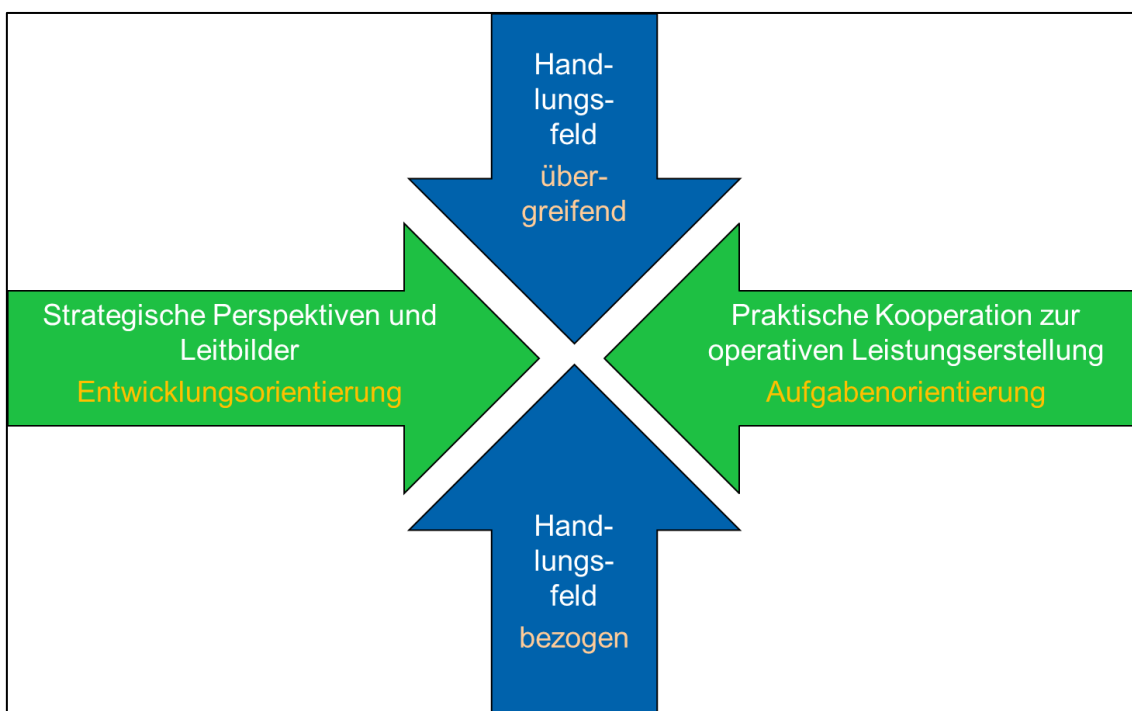 Hand-
lungs-
feld
über-
greifend
Strategische Perspektiven und
Leitbilder
Entwicklungsorientierung
Praktische Kooperation zur
operativen Leistungserstellung
Aufgabenorientierung
Hand-
lungs-
feld
bezogen